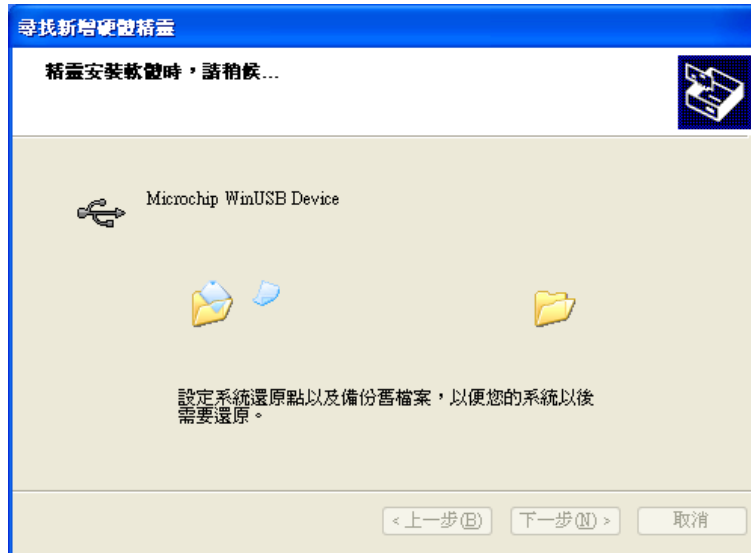 尋找新增硬體精靈
精靈安裝軟體時，請稍候...
Microchip WinUSB Device
設定系統還原點以及備份舊檔案，以便您的系統以後
需要還原。
< 上一步(B)
下一步(N) >
取消